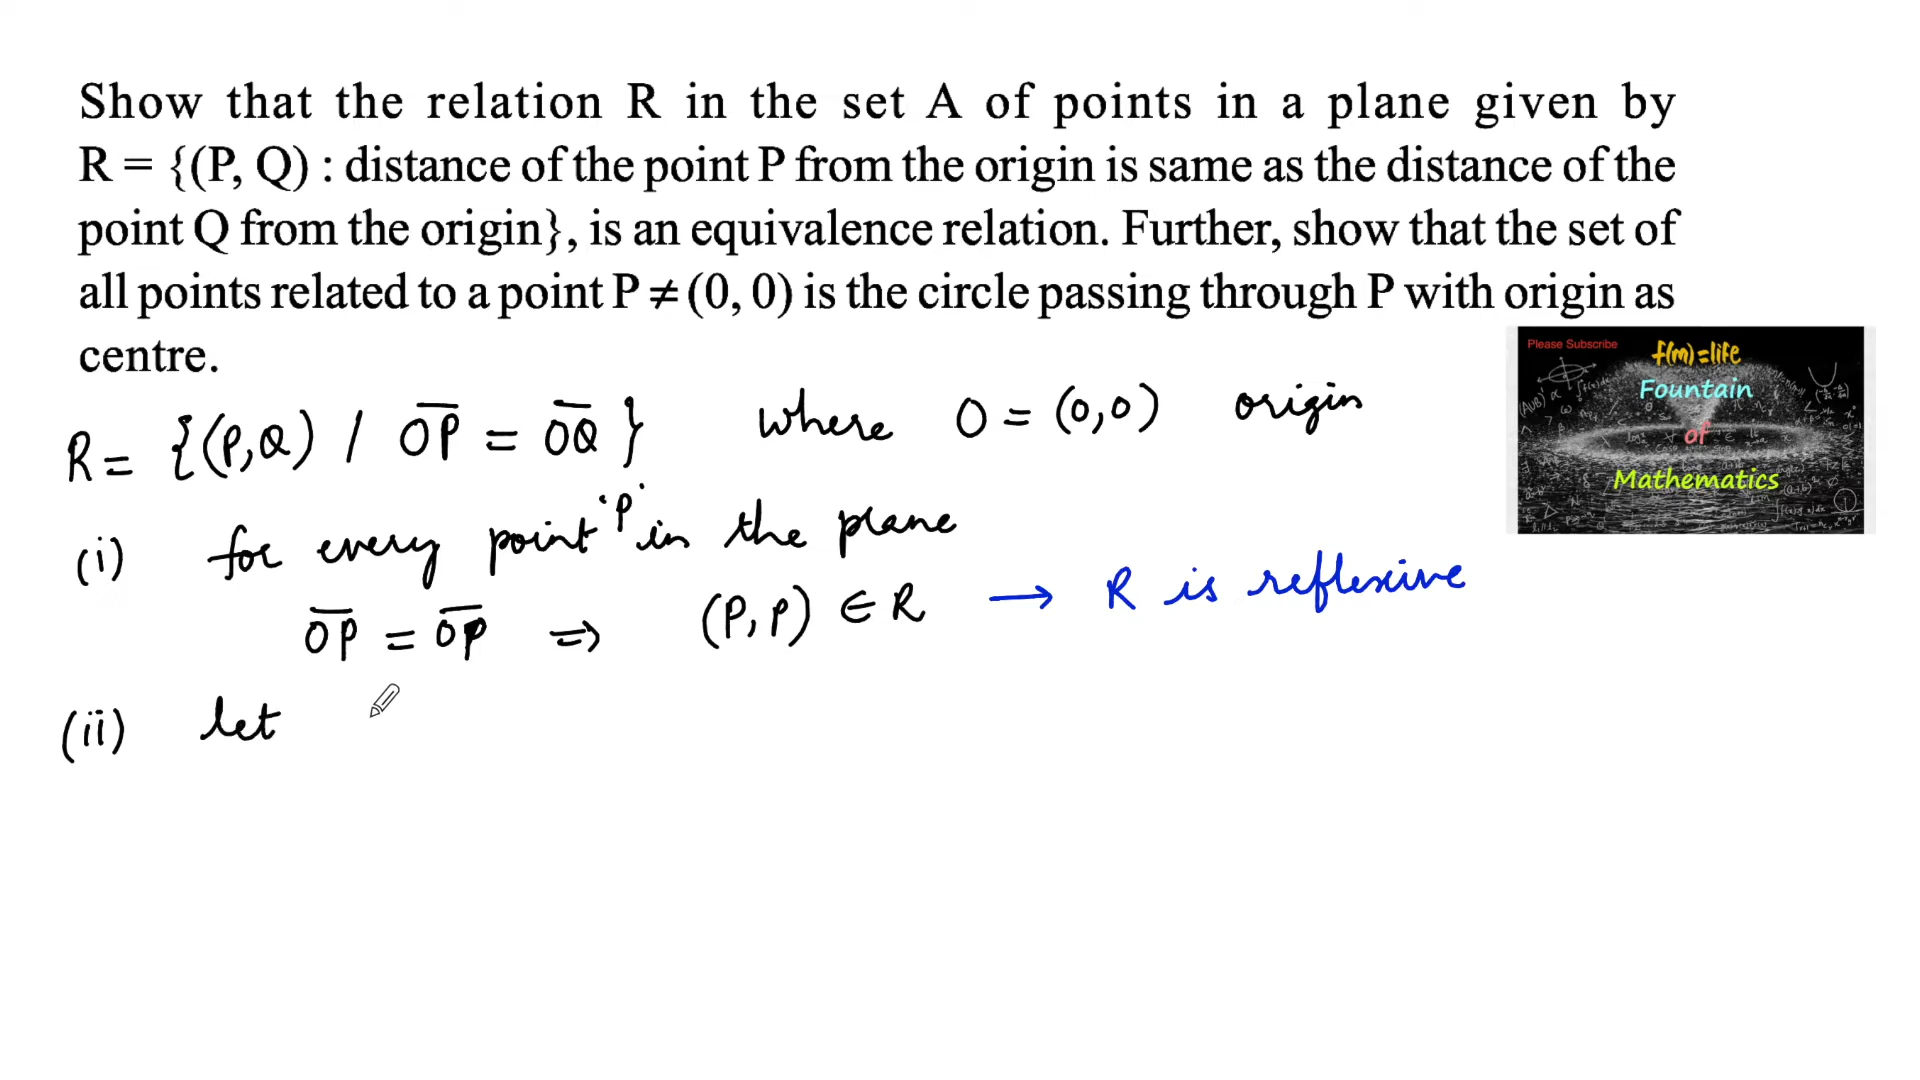 Show that the relation R in the set A of points in a plane given by
R = {(P, Q) : distance of the point P from the origin is same as the distance of the
point Q from the origin}, is an equivalence relation. Further, show that the set of
all points related to a point P ≠ (0, 0) is the circle passing through P with origin as
centre.
Please Subscribe
f(m)=life
Fountain
of
Mathematics
R = {(P,Q) / O̅P̅ = O̅Q̅ } where O = (0,0) origin
(i) for every point 'P' in the plane
O̅P̅ = O̅P̅ ⇒ (P,P) ∈ R → R is reflexive
(ii) let